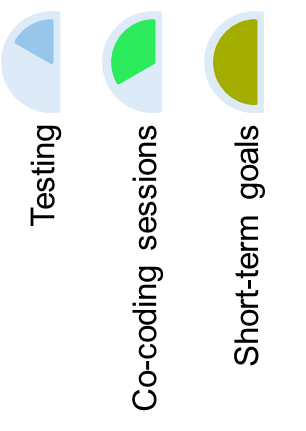 Testing
Co-coding sessions
Short-term goals